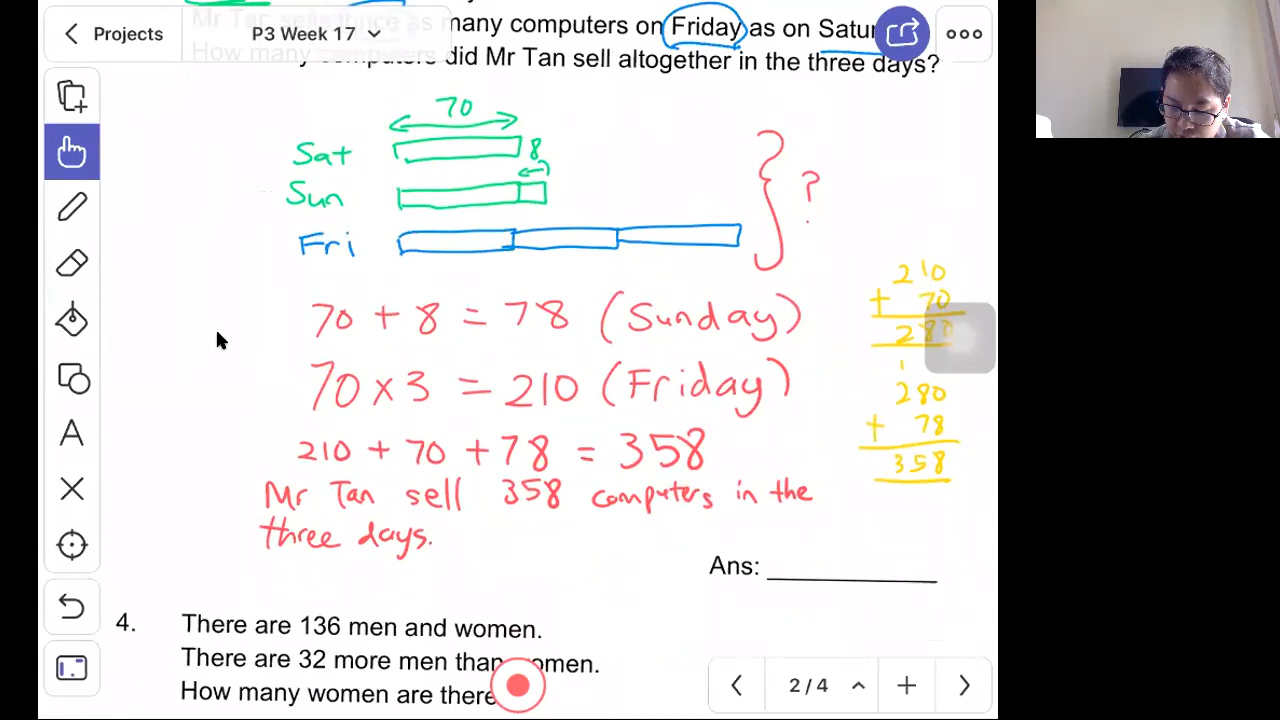 Projects
P3 Week 17
many computers on Friday as on Satur
How many computers did Mr Tan sell altogether in the three days?
70
Sat
8
Sun
Fri
?
70 + 8 = 78 (Sunday)
70 x 3 = 210 (Friday)
210 + 70 + 78 = 358
Mr Tan sell 358 computers in the
three days.
210
+ 70
280
1
280
+ 78
358
Ans:
4. There are 136 men and women.
There are 32 more men than women.
How many women are there
2/4